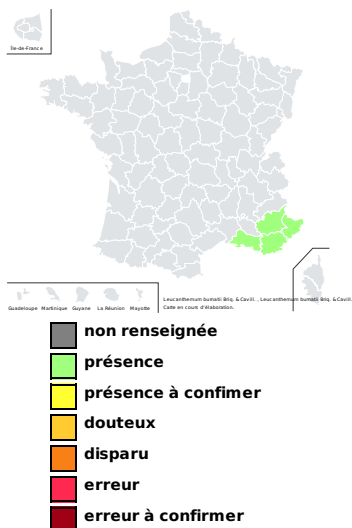 Île-de-France
Leucanthemum burnatii Briq. & Cavill. , Leucanthemum burnatii Briq. & Cavill.
Carte en cours d'élaboration.
Guadeloupe Martinique Guyane La Réunion Mayotte
non renseignée
présence
présence à confimer
douteux
disparu
erreur
erreur à confirmer